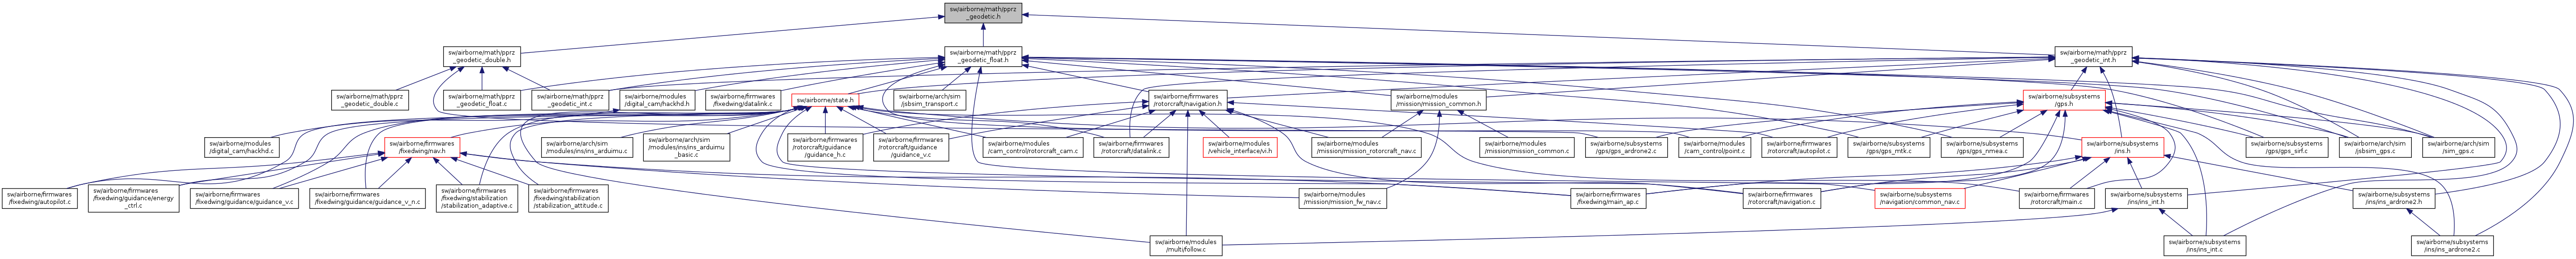 sw/airborne/math/pprz
_geodetic.h
sw/airborne/math/pprz
_geodetic_double.h
sw/airborne/math/pprz
_geodetic_float.h
sw/airborne/math/pprz
_geodetic_int.h
sw/airborne/math/pprz
_geodetic_double.c
sw/airborne/math/pprz
_geodetic_float.c
sw/airborne/math/pprz
_geodetic_int.c
sw/airborne/modules
/digital_cam/hackhd.h
sw/airborne/firmwares
/fixedwing/datalink.c
sw/airborne/state.h
sw/airborne/arch/sim
/jsbsim_transport.c
sw/airborne/firmwares
/rotorcraft/navigation.h
sw/airborne/modules
/mission/mission_common.h
sw/airborne/subsystems
/gps.h
sw/airborne/modules
/digital_cam/hackhd.c
sw/airborne/firmwares
/fixedwing/nav.h
sw/airborne/arch/sim
/modules/ins/ins_arduimu.c
sw/airborne/arch/sim
/modules/ins/ins_arduimu
_basic.c
sw/airborne/firmwares
/rotorcraft/guidance
/guidance_h.c
sw/airborne/firmwares
/rotorcraft/guidance
/guidance_v.c
sw/airborne/modules
/cam_control/rotorcraft_cam.c
sw/airborne/firmwares
/rotorcraft/datalink.c
sw/airborne/modules
/vehicle_interface/vi.h
sw/airborne/modules
/mission/mission_rotorcraft_nav.c
sw/airborne/modules
/mission/mission_common.c
sw/airborne/subsystems
/gps/gps_ardrone2.c
sw/airborne/modules
/cam_control/point.c
sw/airborne/firmwares
/rotorcraft/autopilot.c
sw/airborne/subsystems
/gps/gps_mtk.c
sw/airborne/subsystems
/gps/gps_nmea.c
sw/airborne/subsystems
/ins.h
sw/airborne/subsystems
/gps/gps_sirf.c
sw/airborne/arch/sim
/jsbsim_gps.c
sw/airborne/arch/sim
/sim_gps.c
sw/airborne/firmwares
/fixedwing/autopilot.c
sw/airborne/firmwares
/fixedwing/guidance/energy
_ctrl.c
sw/airborne/firmwares
/fixedwing/guidance/guidance_v.c
sw/airborne/firmwares
/fixedwing/guidance/guidance_v_n.c
sw/airborne/firmwares
/fixedwing/stabilization
/stabilization_adaptive.c
sw/airborne/firmwares
/fixedwing/stabilization
/stabilization_attitude.c
sw/airborne/modules
/mission/mission_fw_nav.c
sw/airborne/firmwares
/fixedwing/main_ap.c
sw/airborne/firmwares
/rotorcraft/navigation.c
sw/airborne/subsystems
/navigation/common_nav.c
sw/airborne/firmwares
/rotorcraft/main.c
sw/airborne/subsystems
/ins/ins_int.h
sw/airborne/subsystems
/ins/ins_ardrone2.h
sw/airborne/modules
/multi/follow.c
sw/airborne/subsystems
/ins/ins_int.c
sw/airborne/subsystems
/ins/ins_ardrone2.c